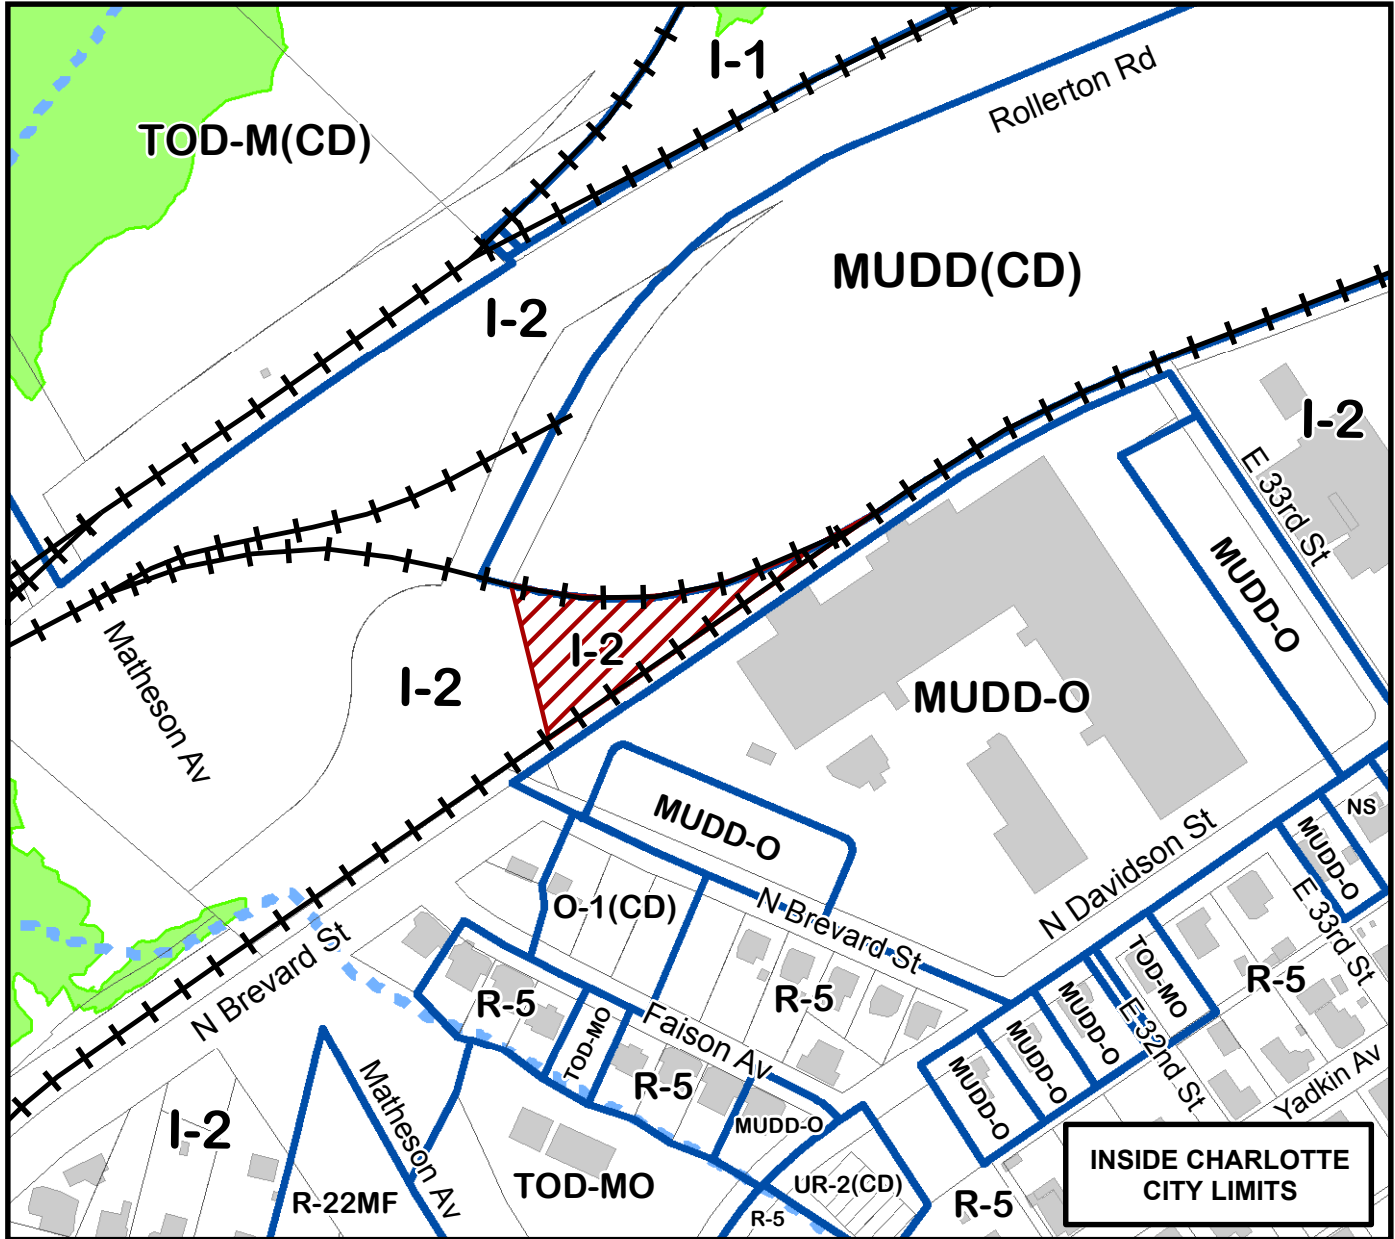 I-1
Rollerton Rd
TOD-M(CD)
MUDD(CD)
I-2
I-2
E 33rd St
MUDD-O
I-2
Matheson Av
I-2
MUDD-O
MUDD-O
NS
MUDD-O
N Davidson St
O-1(CD)
N Brevard St
E 33rd St
N Brevard St
R-5
R-5
TOD-MO
R-5
TOD-MO
Faison Av
MUDD-O
MUDD-O
E 32nd St
MUDD-O
R-5
Matheson Av
Yadkin Av
I-2
MUDD-O
TOD-MO
UR-2(CD)
R-22MF
R-5
R-5
INSIDE CHARLOTTE
CITY LIMITS